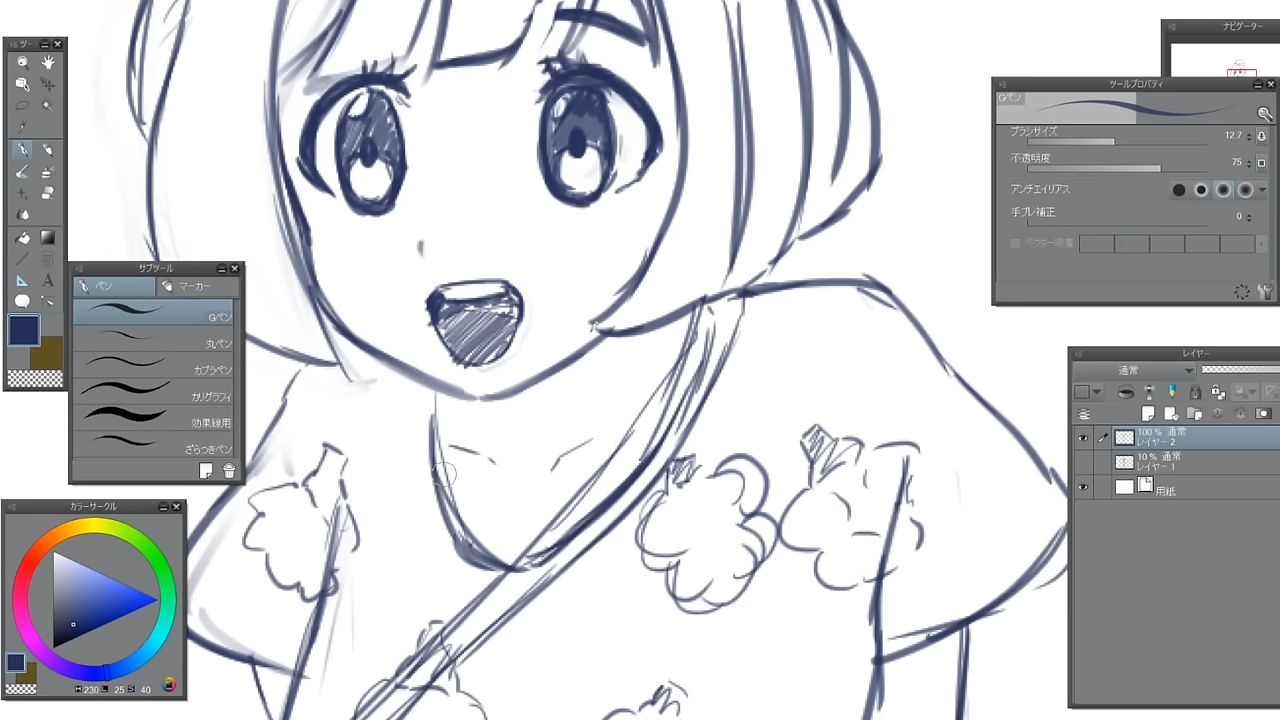 ツー
ナビゲーター
ツールプロパティ
Gペン
ブラシサイズ
12.7
不透明度
75
アンチエイリアス
手ブレ補正
0
ベクター吸着
サブツール
ペン
マーカー
Gペン
丸ペン
カブラペン
カリグラフィ
効果線用
ざらつきペン
レイヤー
通常
100 % 通常
レイヤー 2
10 % 通常
レイヤー 1
用紙
カラーサークル
H 230 L 25 S 40